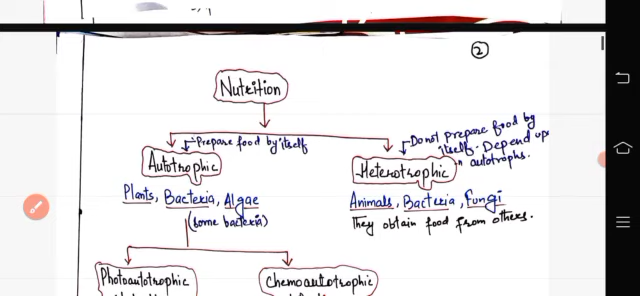 2
Nutrition
Prepare food by itself
Do not prepare food by
itself. Depend upo
n autotrophs.
Autotrophic
Heterotrophic
Plants, Bacteria, Algae
(some bacteria)
Animals, Bacteria, Fungi
They obtain food from others.
Photoautotrophic
Chemoautotrophic